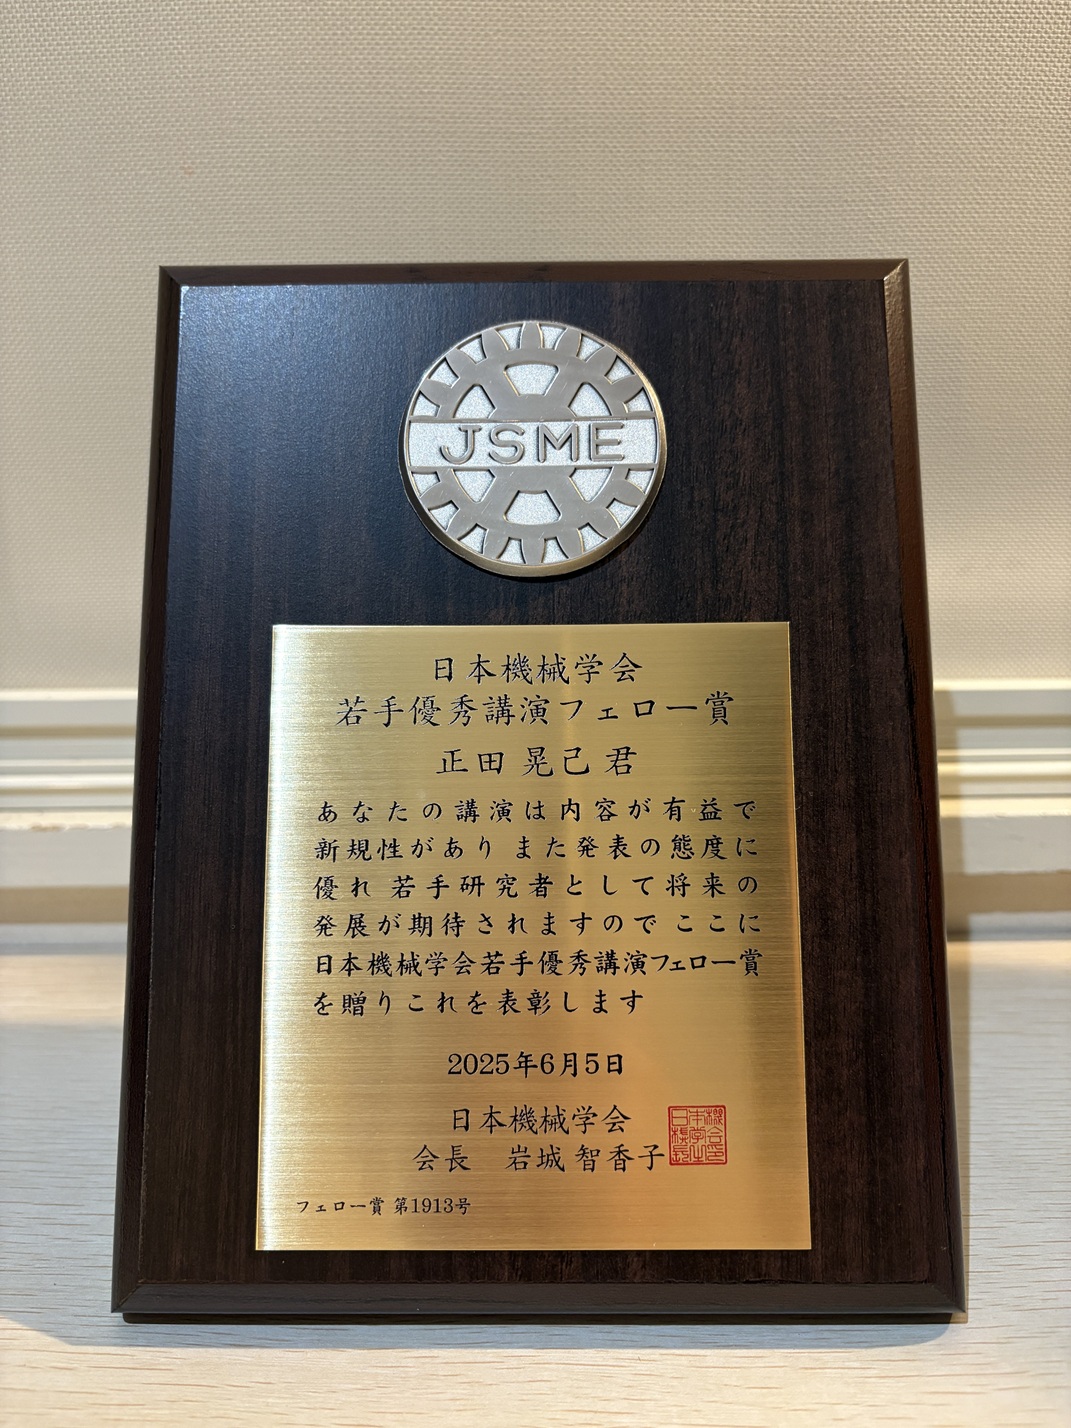 JSME
日本機械学会
若手優秀講演フェロー賞
正田 晃己 君
あなたの講演は内容が有益で
新規性があり また発表の態度に
優れ 若手研究者として将来の
発展が期待されますのでここに
日本機械学会若手優秀講演フェロー賞
を贈りこれを表彰します
2025年6月5日
日本機械学会
会長 岩城 智香子
フェロー賞 第1913号